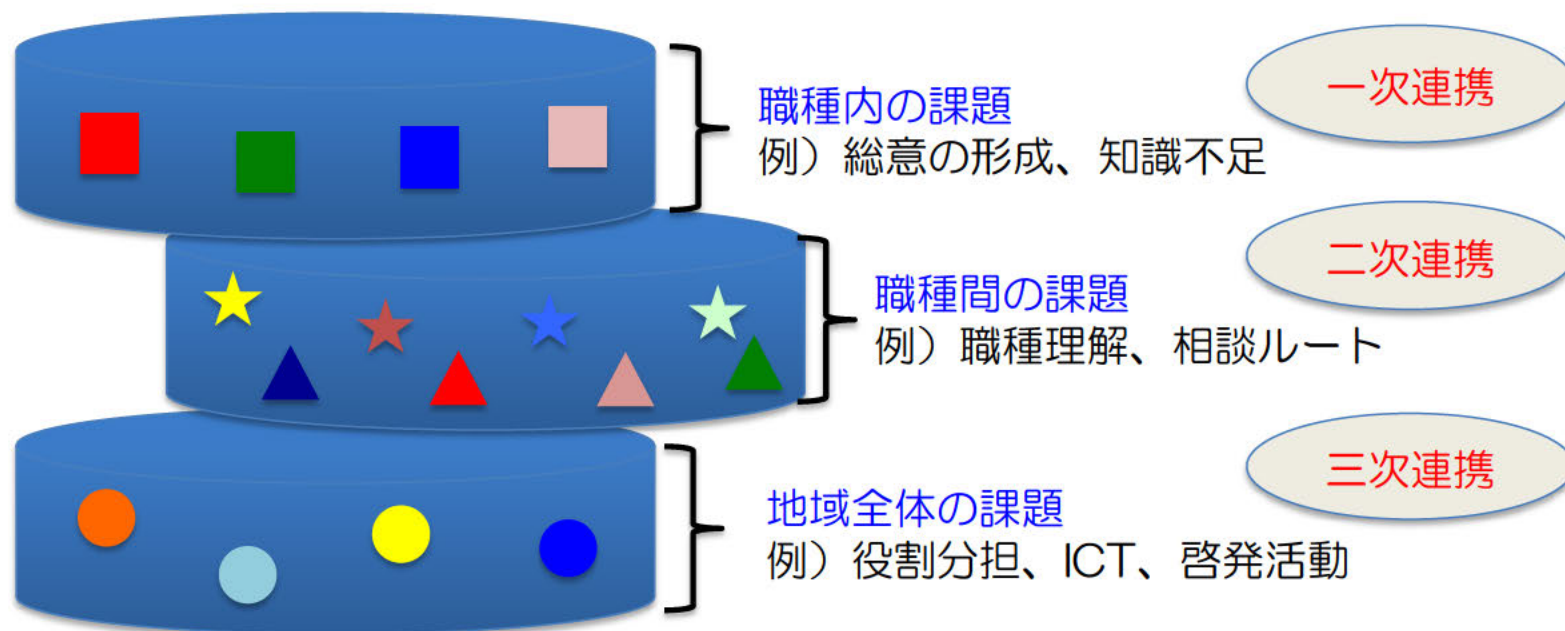 職種内の課題
例）総意の形成、知識不足
一次連携
職種間の課題
例）職種理解、相談ルート
二次連携
地域全体の課題
例）役割分担、ICT、啓発活動
三次連携